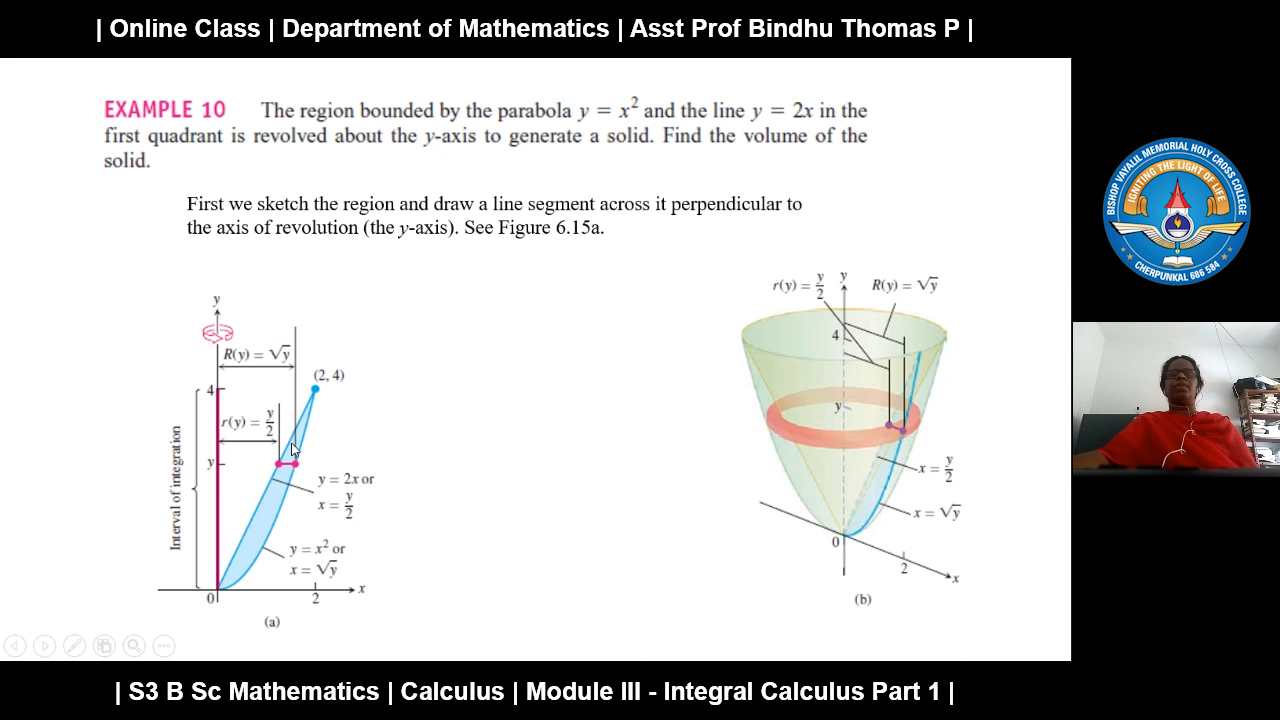 | Online Class | Department of Mathematics | Asst Prof Bindhu Thomas P |
EXAMPLE 10 The region bounded by the parabola y = x² and the line y = 2x in the
first quadrant is revolved about the y-axis to generate a solid. Find the volume of the
solid.
First we sketch the region and draw a line segment across it perpendicular to
the axis of revolution (the y-axis). See Figure 6.15a.
y
R(y) = √y
(2, 4)
4
r(y) = y/2
y
Interval of integration
y = 2x or
x = y/2
y = x² or
x = √y
0
2
x
(a)
r(y) = y/2
y
R(y) = √y
4
y
x = y/2
x = √y
0
2
x
(b)
BISHOP VAYALIL MEMORIAL HOLY CROSS COLLEGE
IGNITING THE LIGHT OF LIFE
CHERPUNKAL 686 584
| S3 B Sc Mathematics | Calculus | Module III - Integral Calculus Part 1 |